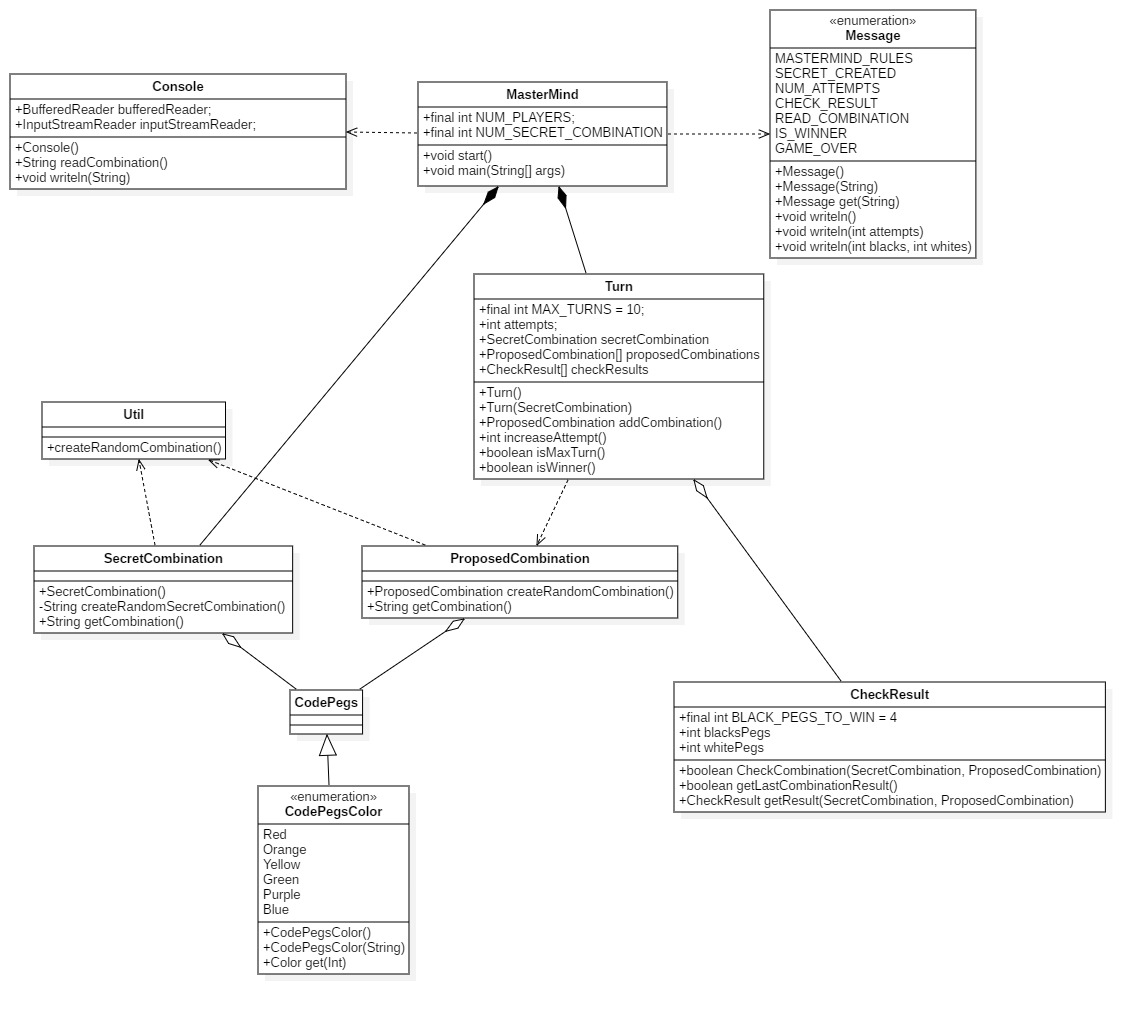 «enumeration»
Message
MASTERMIND_RULES
SECRET_CREATED
NUM_ATTEMPTS
CHECK_RESULT
READ_COMBINATION
IS_WINNER
GAME_OVER
+Message()
+Message(String)
+Message get(String)
+void writeln()
+void writeln(int attempts)
+void writeln(int blacks, int whites)
Console
+BufferedReader bufferedReader;
+InputStreamReader inputStreamReader;
+Console()
+String readCombination()
+void writeln(String)
MasterMind
+final int NUM_PLAYERS;
+final int NUM_SECRET_COMBINATION
+void start()
+void main(String[] args)
Turn
+final int MAX_TURNS = 10;
+int attempts;
+SecretCombination secretCombination
+ProposedCombination[] proposedCombinations
+CheckResult[] checkResults
+Turn()
+Turn(SecretCombination)
+ProposedCombination addCombination()
+int increaseAttempt()
+boolean isMaxTurn()
+boolean isWinner()
Util
+createRandomCombination()
SecretCombination
+SecretCombination()
-String createRandomSecretCombination()
+String getCombination()
ProposedCombination
+ProposedCombination createRandomCombination()
+String getCombination()
CodePegs
CheckResult
+final int BLACK_PEGS_TO_WIN = 4
+int blacksPegs
+int whitePegs
+boolean CheckCombination(SecretCombination, ProposedCombination)
+boolean getLastCombinationResult()
+CheckResult getResult(SecretCombination, ProposedCombination)
«enumeration»
CodePegsColor
Red
Orange
Yellow
Green
Purple
Blue
+CodePegsColor()
+CodePegsColor(String)
+Color get(Int)